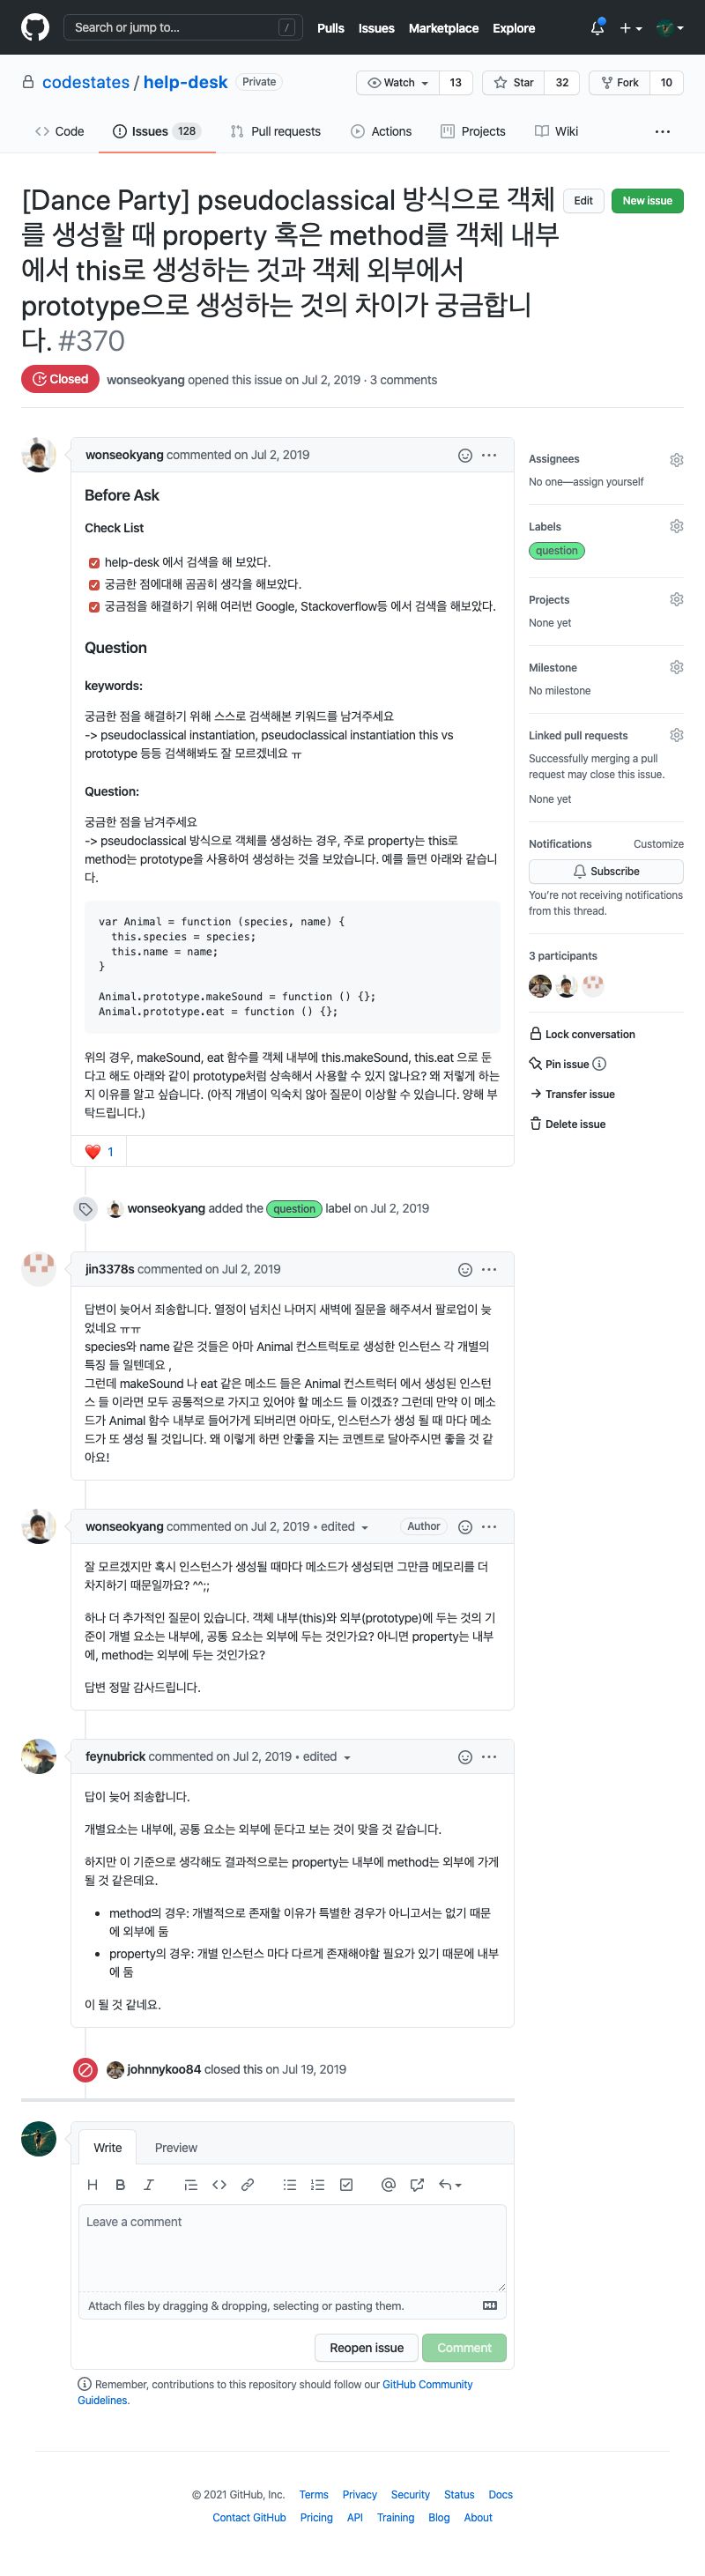 Search or jump to... /
Pulls Issues Marketplace Explore
codestates / help-desk Private
Watch 13 Star 32 Fork 10
Code Issues 128 Pull requests Actions Projects Wiki
[Dance Party] pseudoclassical 방식으로 객체
를 생성할 때 property 혹은 method를 객체 내부
에서 this로 생성하는 것과 객체 외부에서
prototype으로 생성하는 것의 차이가 궁금합니
다. #370
Edit New issue
Closed wonseokyang opened this issue on Jul 2, 2019 · 3 comments
wonseokyang commented on Jul 2, 2019
Before Ask
Check List
help-desk 에서 검색을 해 보았다.
궁금한 점에대해 곰곰히 생각을 해보았다.
궁금점을 해결하기 위해 여러번 Google, Stackoverflow등 에서 검색을 해보았다.
Question
keywords:
궁금한 점을 해결하기 위해 스스로 검색해본 키워드를 남겨주세요
-> pseudoclassical instantiation, pseudoclassical instantiation this vs
prototype 등등 검색해봐도 잘 모르겠네요 ㅠ
Question:
궁금한 점을 남겨주세요
-> pseudoclassical 방식으로 객체를 생성하는 경우, 주로 property는 this로
method는 prototype을 사용하여 생성하는 것을 보았습니다. 예를 들면 아래와 같습니
다.
var Animal = function (species, name) {
this.species = species;
this.name = name;
}
Animal.prototype.makeSound = function () {};
Animal.prototype.eat = function () {};
위의 경우, makeSound, eat 함수를 객체 내부에 this.makeSound, this.eat 으로 둔
다고 해도 아래와 같이 prototype처럼 상속해서 사용할 수 있지 않나요? 왜 저렇게 하는
지 이유를 알고 싶습니다. (아직 개념이 익숙치 않아 질문이 이상할 수 있습니다. 양해 부
탁드립니다.)
❤️ 1
Assignees
No one—assign yourself
Labels
question
Projects
None yet
Milestone
No milestone
Linked pull requests
Successfully merging a pull
request may close this issue.
None yet
Notifications Customize
Subscribe
You're not receiving notifications
from this thread.
3 participants
Lock conversation
Pin issue
Transfer issue
Delete issue
wonseokyang added the question label on Jul 2, 2019
jin3378s commented on Jul 2, 2019
답변이 늦어서 죄송합니다. 열정이 넘치신 나머지 새벽에 질문을 해주셔서 팔로업이 늦
었네요 ㅠㅠ
species와 name 같은 것들은 아마 Animal 컨스트럭토로 생성한 인스턴스 각 개별의
특징 들 일텐데요 ,
그런데 makeSound 나 eat 같은 메소드 들은 Animal 컨스트럭터 에서 생성된 인스턴
스 들 이라면 모두 공통적으로 가지고 있어야 할 메소드 들 이겠죠? 그런데 만약 이 메소
드가 Animal 함수 내부로 들어가게 되버리면 아마도, 인스턴스가 생성 될 때 마다 메소
드가 또 생성 될 것입니다. 왜 이렇게 하면 안좋을 지는 코멘트로 달아주시면 좋을 것 같
아요!
wonseokyang commented on Jul 2, 2019 • edited Author
잘 모르겠지만 혹시 인스턴스가 생성될 때마다 메소드가 생성되면 그만큼 메모리를 더
차지하기 때문일까요? ^^;;
하나 더 추가적인 질문이 있습니다. 객체 내부(this)와 외부(prototype)에 두는 것의 기
준이 개별 요소는 내부에, 공통 요소는 외부에 두는 것인가요? 아니면 property는 내부
에, method는 외부에 두는 것인가요?
답변 정말 감사드립니다.
feynubrick commented on Jul 2, 2019 • edited
답이 늦어 죄송합니다.
개별요소는 내부에, 공통 요소는 외부에 둔다고 보는 것이 맞을 것 같습니다.
하지만 이 기준으로 생각해도 결과적으로는 property는 내부에 method는 외부에 가게
될 것 같은데요.
• method의 경우: 개별적으로 존재할 이유가 특별한 경우가 아니고서는 없기 때문
에 외부에 둠
• property의 경우: 개별 인스턴스 마다 다르게 존재해야할 필요가 있기 때문에 내부
에 둠
이 될 것 같네요.
johnnykoo84 closed this on Jul 19, 2019
Write Preview
Leave a comment
Attach files by dragging & dropping, selecting or pasting them.
Reopen issue Comment
Remember, contributions to this repository should follow our GitHub Community
Guidelines.
© 2021 GitHub, Inc. Terms Privacy Security Status Docs
Contact GitHub Pricing API Training Blog About